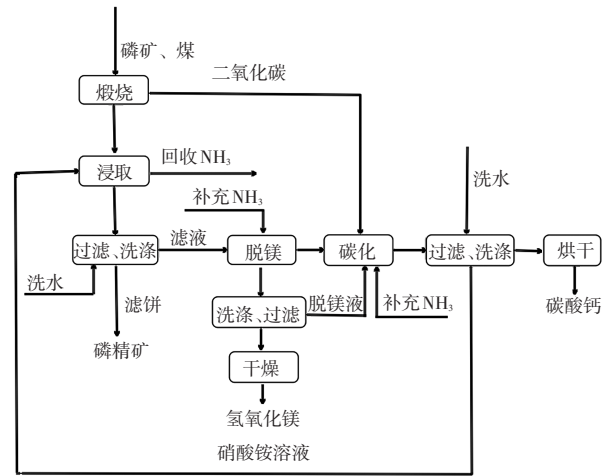 磷矿、煤
二氧化碳
煅烧
回收NH₃
浸取
洗水
补充NH₃
过滤、洗涤
滤液
脱镁
碳化
过滤、洗涤
烘干
洗水
滤饼
脱镁液
补充NH₃
碳酸钙
洗涤、过滤
磷精矿
干燥
氢氧化镁
硝酸铵溶液